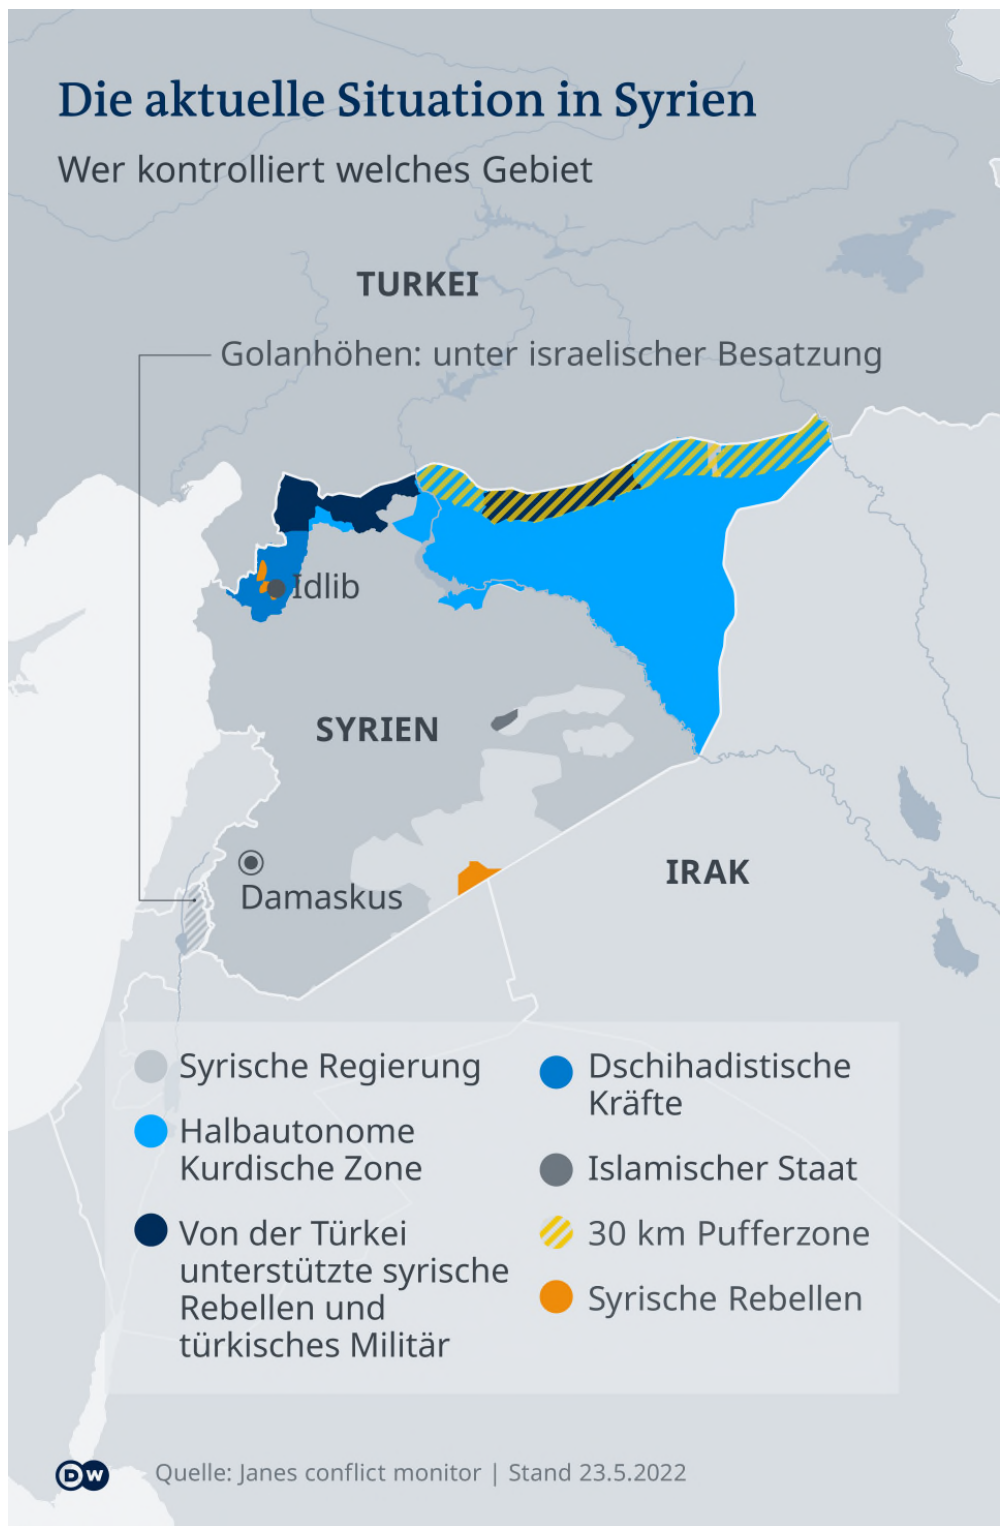 Die aktuelle Situation in Syrien
Wer kontrolliert welches Gebiet
TURKEI
Golanhöhen: unter israelischer Besatzung
Idlib
SYRIEN
IRAK
Damaskus
Syrische Regierung
Halbautonome
Kurdische Zone
Von der Türkei
unterstützte syrische
Rebellen und
türkisches Militär
Dschihadistische
Kräfte
Islamischer Staat
30 km Pufferzone
Syrische Rebellen
DW
Quelle: Janes conflict monitor | Stand 23.5.2022